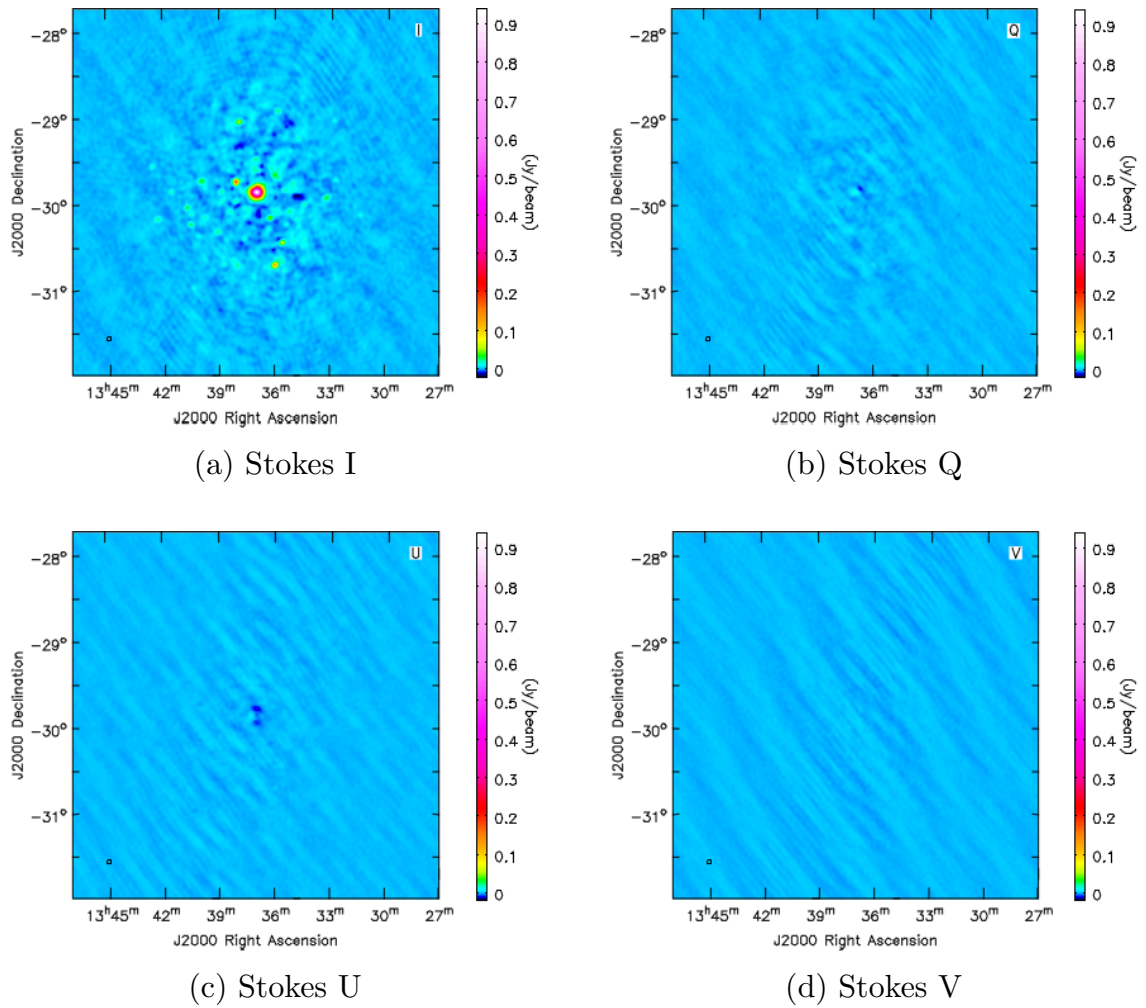 I
−28°
−29°
−30°
−31°
J2000 Declination
13ʰ45ᵐ 42ᵐ 39ᵐ 36ᵐ 33ᵐ 30ᵐ 27ᵐ
J2000 Right Ascension
0.9
0.8
0.7
0.6
0.5
0.4
0.3
0.2
0.1
0
(Jy/beam)
(a) Stokes I
Q
−28°
−29°
−30°
−31°
J2000 Declination
13ʰ45ᵐ 42ᵐ 39ᵐ 36ᵐ 33ᵐ 30ᵐ 27ᵐ
J2000 Right Ascension
0.9
0.8
0.7
0.6
0.5
0.4
0.3
0.2
0.1
0
(Jy/beam)
(b) Stokes Q
U
−28°
−29°
−30°
−31°
J2000 Declination
13ʰ45ᵐ 42ᵐ 39ᵐ 36ᵐ 33ᵐ 30ᵐ 27ᵐ
J2000 Right Ascension
0.9
0.8
0.7
0.6
0.5
0.4
0.3
0.2
0.1
0
(Jy/beam)
(c) Stokes U
V
−28°
−29°
−30°
−31°
J2000 Declination
13ʰ45ᵐ 42ᵐ 39ᵐ 36ᵐ 33ᵐ 30ᵐ 27ᵐ
J2000 Right Ascension
0.9
0.8
0.7
0.6
0.5
0.4
0.3
0.2
0.1
0
(Jy/beam)
(d) Stokes V